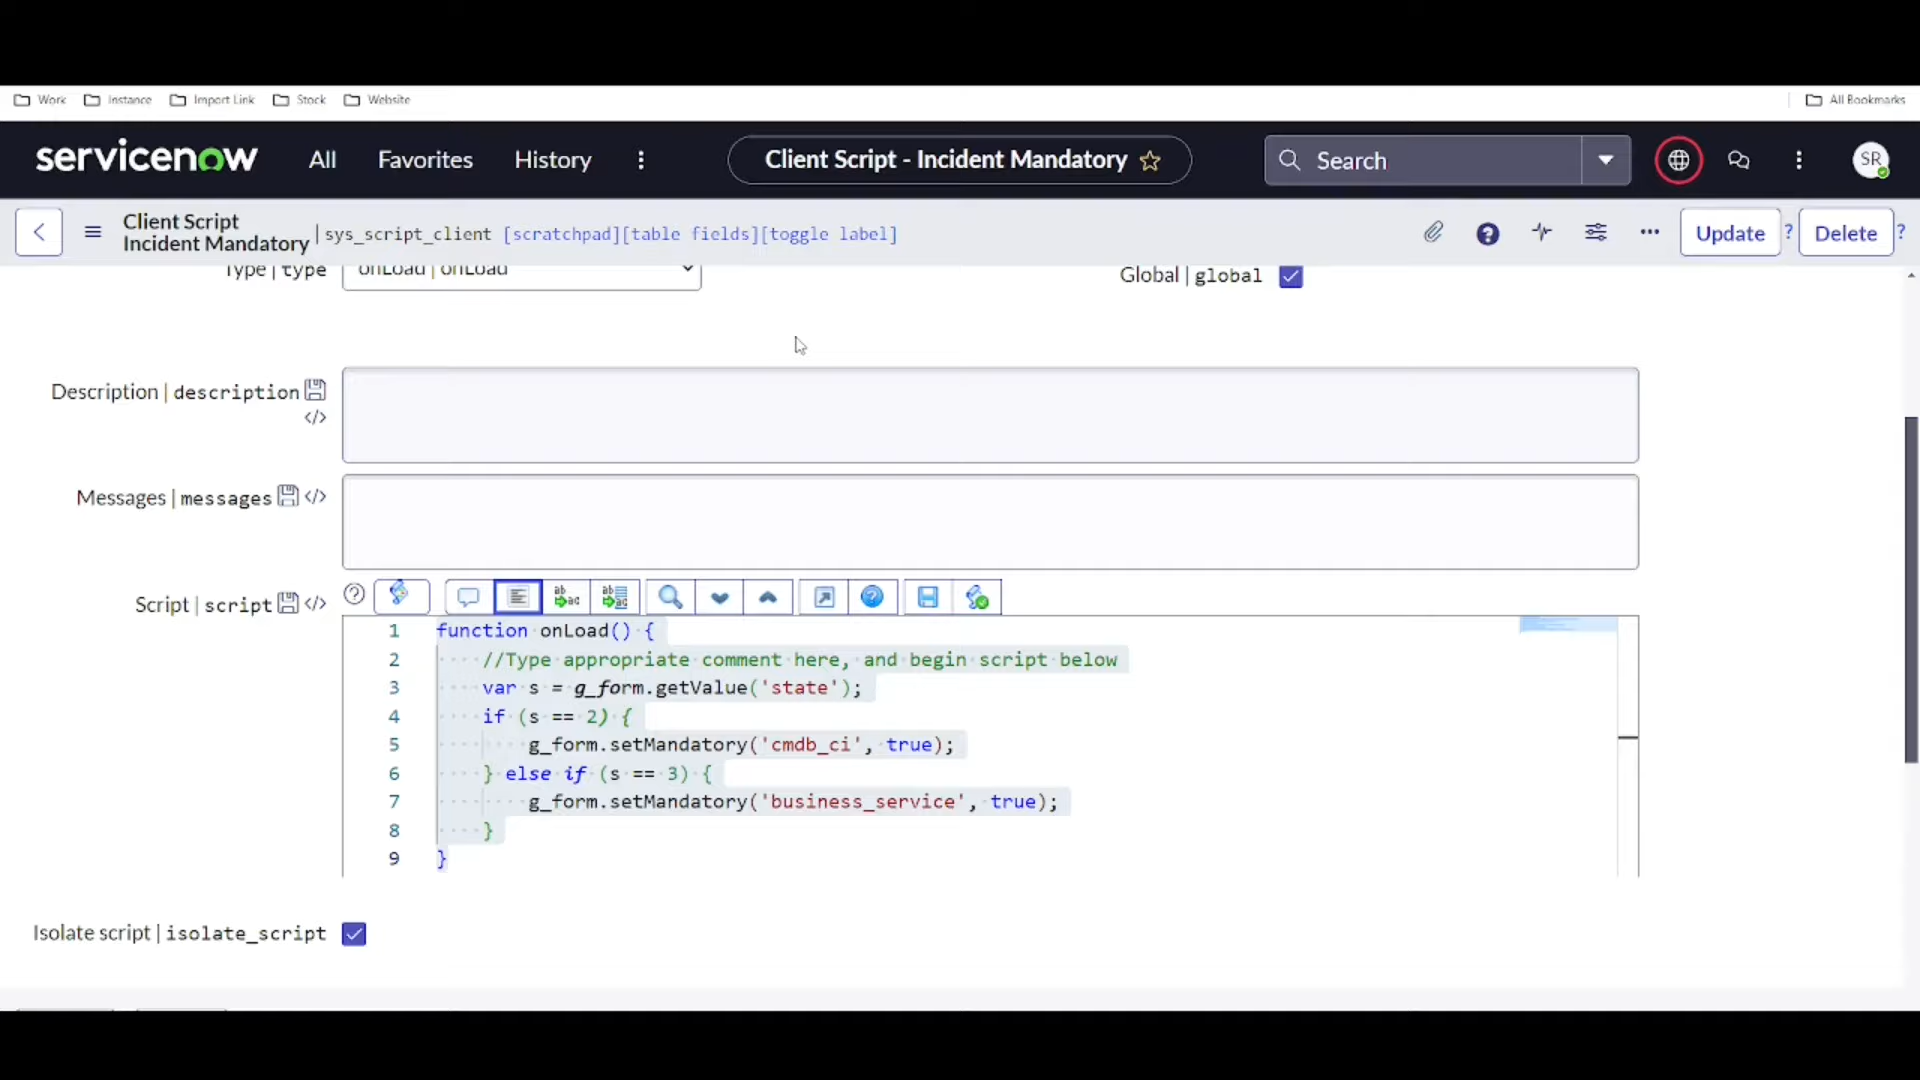 Work Instance Import Link Stock Website All Bookmarks
servicenow All Favorites History Client Script - Incident Mandatory Search SR
Client Script
Incident Mandatory | sys_script_client [scratchpad][table fields][toggle label] Update ? Delete ?
Type | type onLoad | onLoad Global | global
Description | description
Messages | messages
Script | script
1 function onLoad() {
2 //Type appropriate comment here, and begin script below
3 var s = g_form.getValue('state');
4 if (s == 2) {
5 g_form.setMandatory('cmdb_ci', true);
6 } else if (s == 3) {
7 g_form.setMandatory('business_service', true);
8 }
9 }
Isolate script | isolate_script